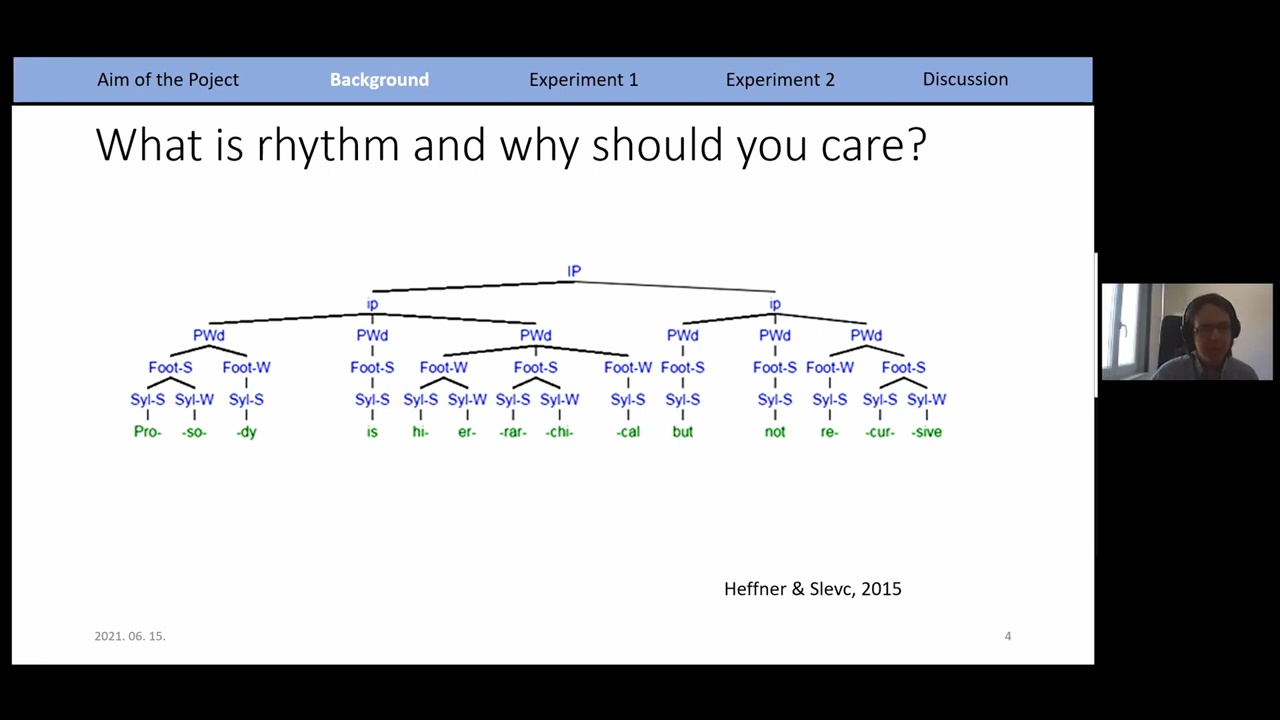 Aim of the Poject Background Experiment 1 Experiment 2 Discussion
What is rhythm and why should you care?
IP
ip ip
PWd PWd PWd PWd PWd PWd
Foot-S Foot-W Foot-S Foot-W Foot-S Foot-W Foot-S Foot-S Foot-W Foot-S
Syl-S Syl-W Syl-S Syl-S Syl-S Syl-W Syl-S Syl-W Syl-S Syl-S Syl-S Syl-S Syl-S Syl-W
Pro- -so- -dy is hi- er- -rar- -chi- -cal but not re- -cur- -sive
Heffner & Slevc, 2015
2021. 06. 15. 4